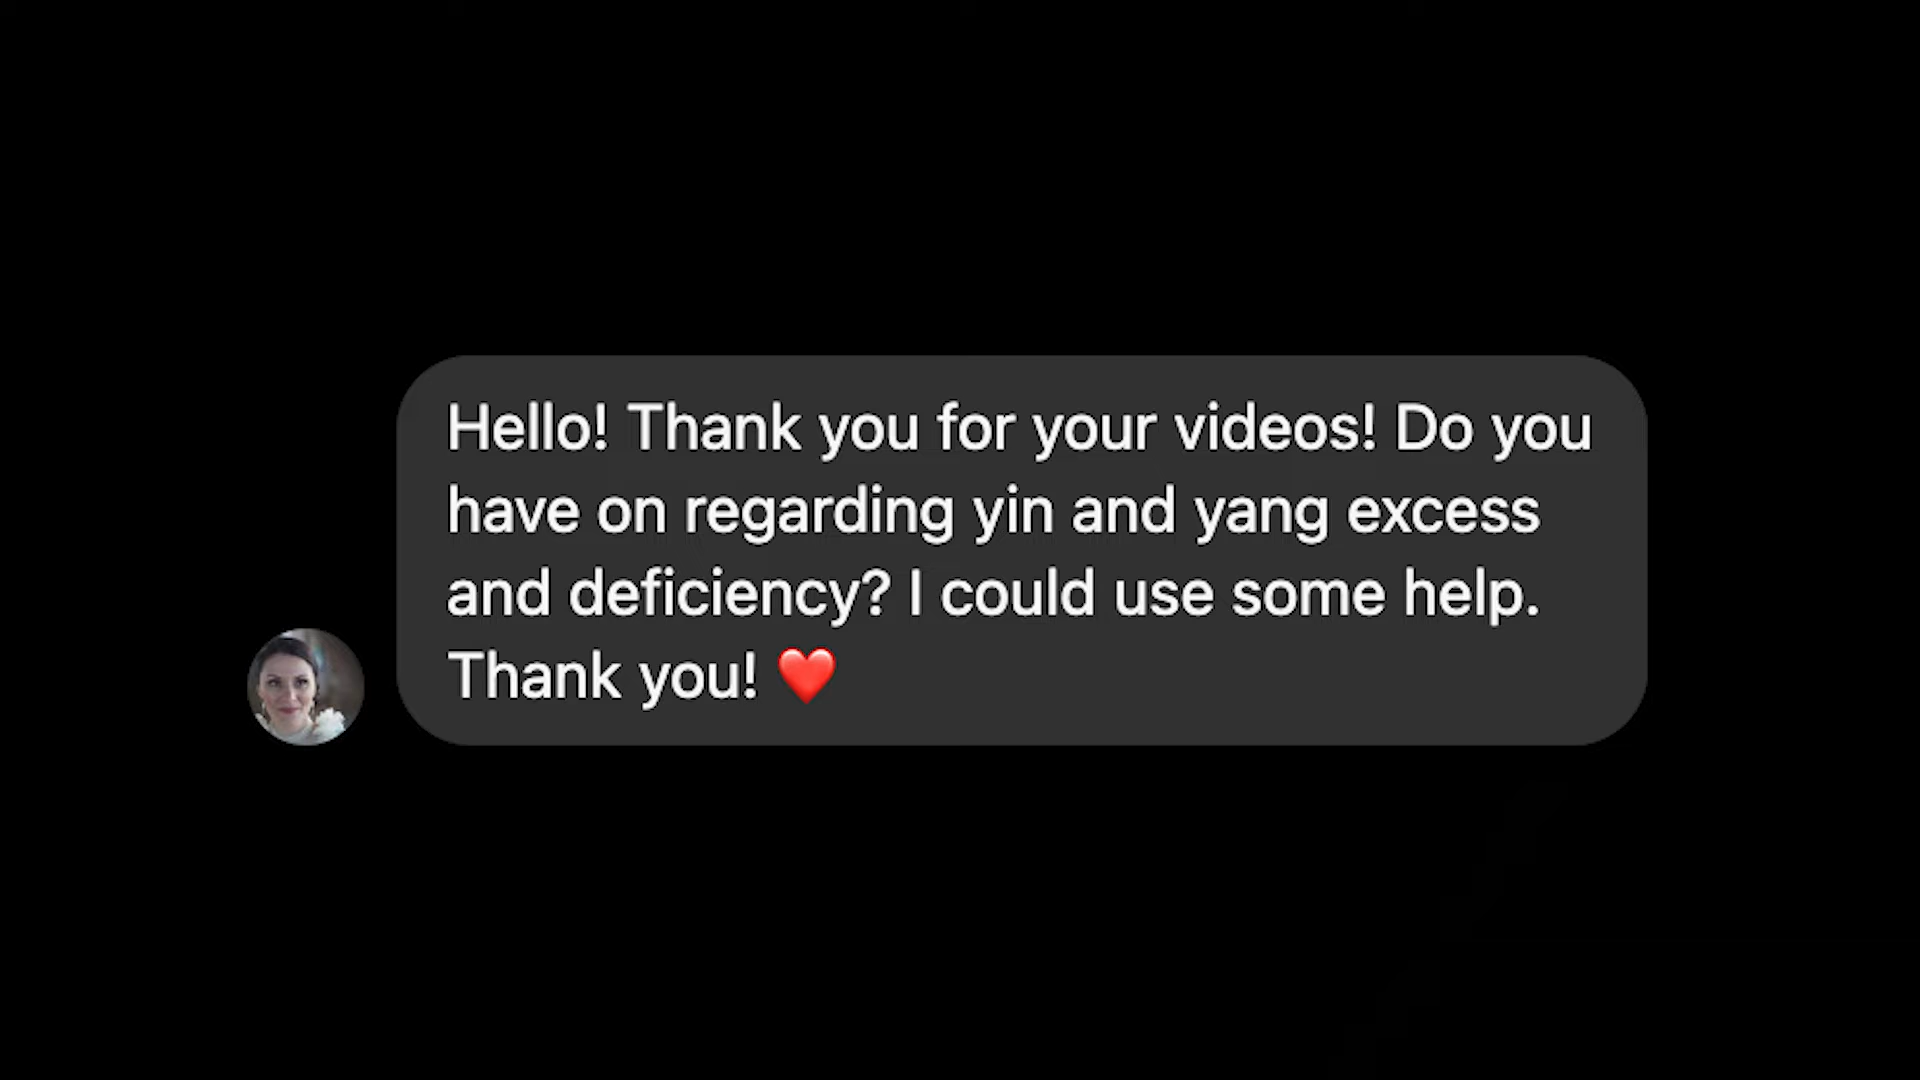 Hello! Thank you for your videos! Do you
have on regarding yin and yang excess
and deficiency? I could use some help.
Thank you! ❤️